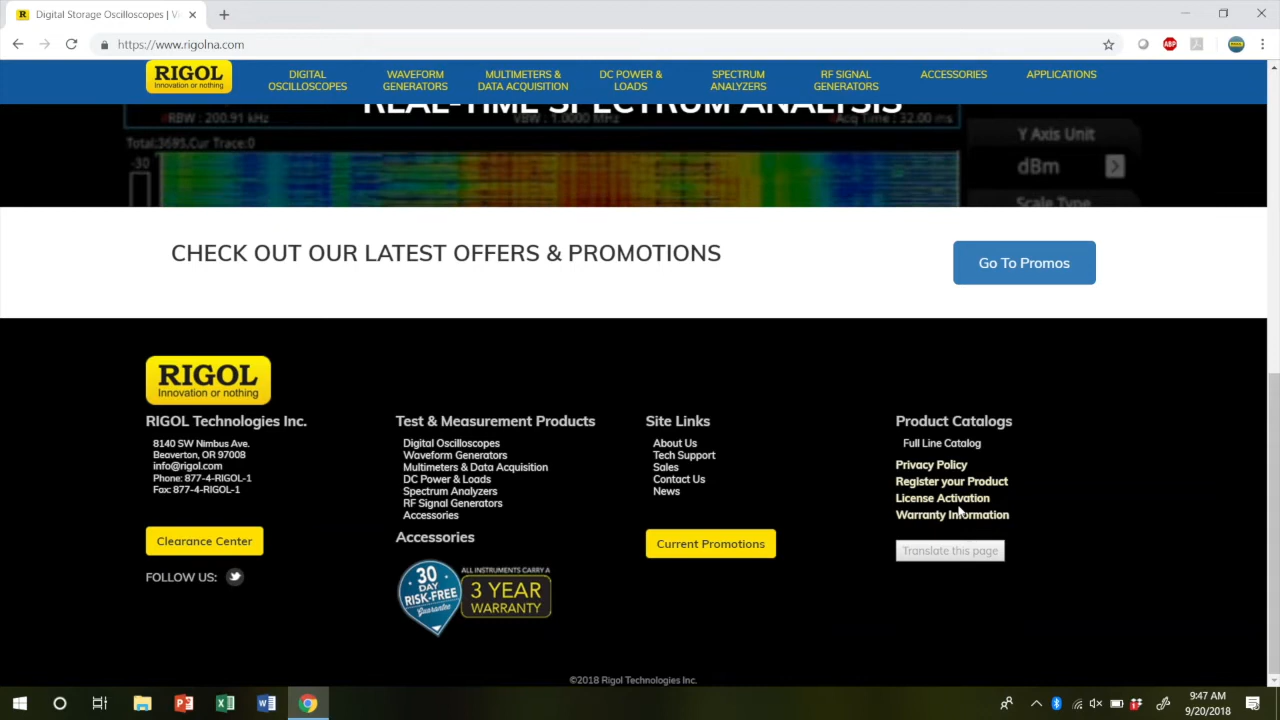 Digital Storage Oscilloscopes | Vi
https://www.rigolna.com
ABP
RIGOL
Innovation or nothing
DIGITAL
OSCILLOSCOPES
WAVEFORM
GENERATORS
MULTIMETERS &
DATA ACQUISITION
DC POWER &
LOADS
SPECTRUM
ANALYZERS
RF SIGNAL
GENERATORS
ACCESSORIES
APPLICATIONS
REAL-TIME SPECTRUM ANALYSIS
RBW : 200.91 kHz
VBW : 1.0000 MHz
Acq Time : 32.00 ms
Total:3695,Cur Trace:0
-30
Y Axis Unit
dBm
Scale Type
CHECK OUT OUR LATEST OFFERS & PROMOTIONS
Go To Promos
RIGOL
Innovation or nothing
RIGOL Technologies Inc.
8140 SW Nimbus Ave.
Beaverton, OR 97008
info@rigol.com
Phone: 877-4-RIGOL-1
Fax: 877-4-RIGOL-1
Clearance Center
FOLLOW US:
Test & Measurement Products
Digital Oscilloscopes
Waveform Generators
Multimeters & Data Acquisition
DC Power & Loads
Spectrum Analyzers
RF Signal Generators
Accessories
Accessories
30
DAY
RISK-FREE
Guarantee
ALL INSTRUMENTS CARRY A
3 YEAR
WARRANTY
Site Links
About Us
Tech Support
Sales
Contact Us
News
Current Promotions
Product Catalogs
Full Line Catalog
Privacy Policy
Register your Product
License Activation
Warranty Information
Translate this page
©2018 Rigol Technologies Inc.
9:47 AM
9/20/2018